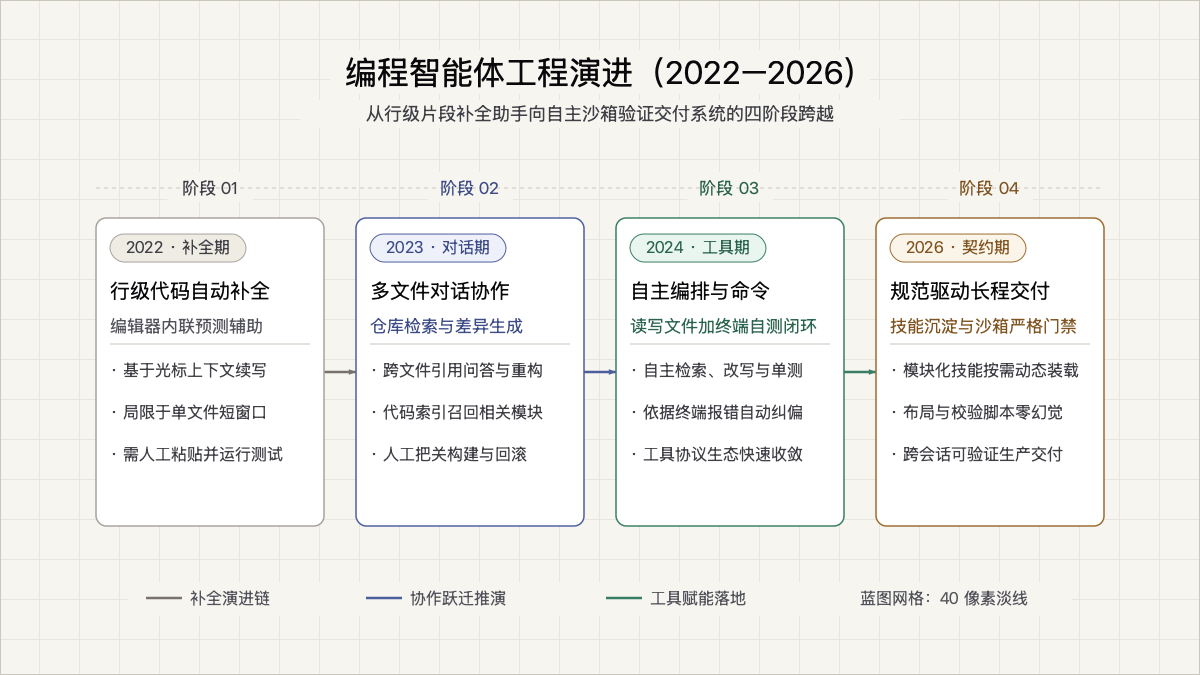 编程智能体工程演进（2022—2026）
从行级片段补全助手向自主沙箱验证交付系统的四阶段跨越
阶段 01
阶段 02
阶段 03
阶段 04
2022 · 补全期
行级代码自动补全
编辑器内联预测辅助
· 基于光标上下文续写
· 局限于单文件短窗口
· 需人工粘贴并运行测试
2023 · 对话期
多文件对话协作
仓库检索与差异生成
· 跨文件引用问答与重构
· 代码索引召回相关模块
· 人工把关构建与回滚
2024 · 工具期
自主编排与命令
读写文件加终端自测闭环
· 自主检索、改写与单测
· 依据终端报错自动纠偏
· 工具协议生态快速收敛
2026 · 契约期
规范驱动长程交付
技能沉淀与沙箱严格门禁
· 模块化技能按需动态装载
· 布局与校验脚本零幻觉
· 跨会话可验证生产交付
补全演进链
协作跃迁推演
工具赋能落地
蓝图网格：40 像素淡线